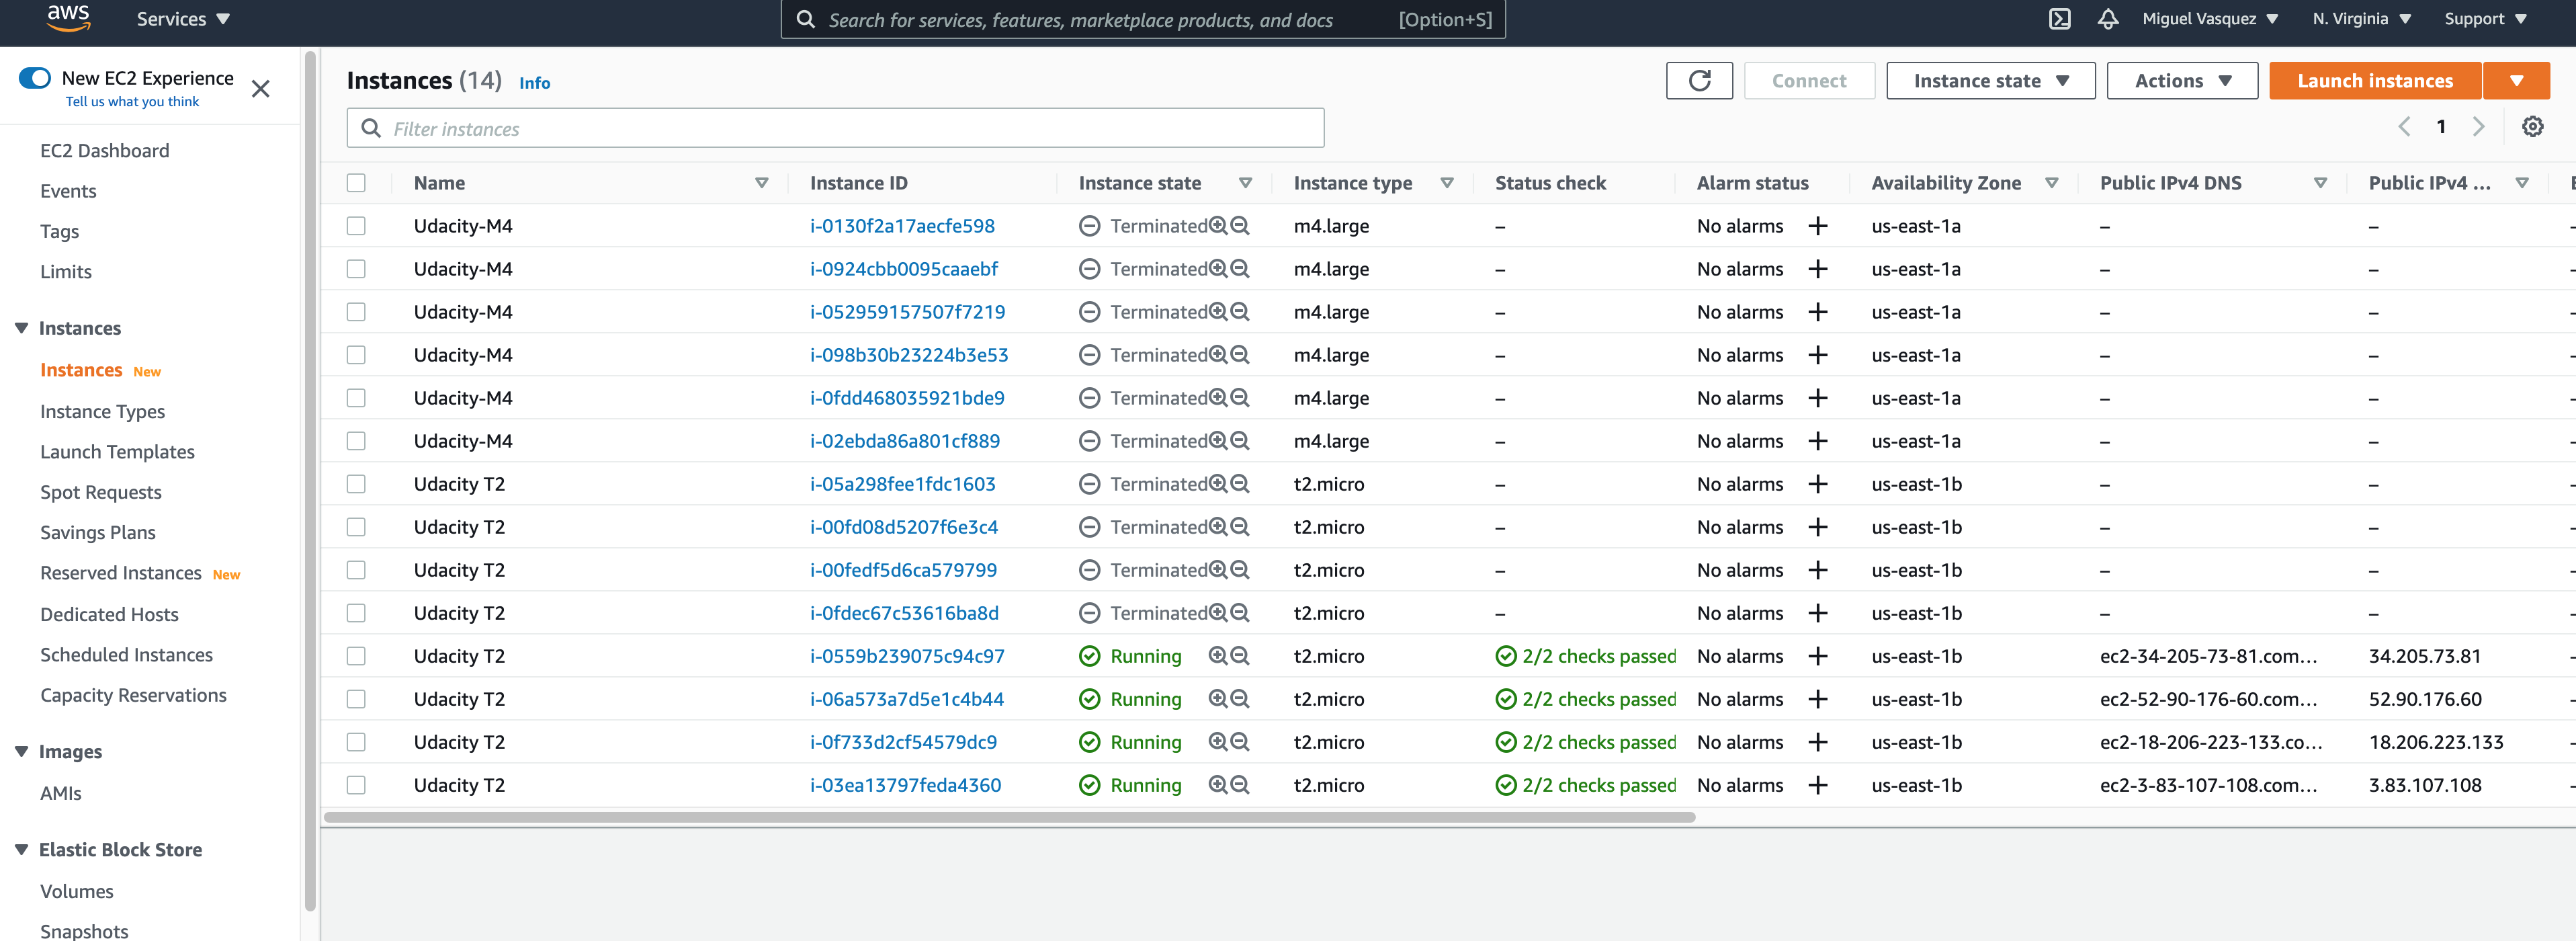 aws Services Search for services, features, marketplace products, and docs [Option+S] Miguel Vasquez N. Virginia Support
New EC2 Experience
Tell us what you think
EC2 Dashboard
Events
Tags
Limits
Instances
Instances New
Instance Types
Launch Templates
Spot Requests
Savings Plans
Reserved Instances New
Dedicated Hosts
Scheduled Instances
Capacity Reservations
Images
AMIs
Elastic Block Store
Volumes
Snapshots
Instances (14) Info Connect Instance state Actions Launch instances
Filter instances 1
Name Instance ID Instance state Instance type Status check Alarm status Availability Zone Public IPv4 DNS Public IPv4 ...
Udacity-M4 i-0130f2a17aecfe598 Terminated m4.large – No alarms + us-east-1a – –
Udacity-M4 i-0924cbb0095caaebf Terminated m4.large – No alarms + us-east-1a – –
Udacity-M4 i-052959157507f7219 Terminated m4.large – No alarms + us-east-1a – –
Udacity-M4 i-098b30b23224b3e53 Terminated m4.large – No alarms + us-east-1a – –
Udacity-M4 i-0fdd468035921bde9 Terminated m4.large – No alarms + us-east-1a – –
Udacity-M4 i-02ebda86a801cf889 Terminated m4.large – No alarms + us-east-1a – –
Udacity T2 i-05a298fee1fdc1603 Terminated t2.micro – No alarms + us-east-1b – –
Udacity T2 i-00fd08d5207f6e3c4 Terminated t2.micro – No alarms + us-east-1b – –
Udacity T2 i-00fedf5d6ca579799 Terminated t2.micro – No alarms + us-east-1b – –
Udacity T2 i-0fdec67c53616ba8d Terminated t2.micro – No alarms + us-east-1b – –
Udacity T2 i-0559b239075c94c97 Running t2.micro 2/2 checks passed No alarms + us-east-1b ec2-34-205-73-81.com... 34.205.73.81
Udacity T2 i-06a573a7d5e1c4b44 Running t2.micro 2/2 checks passed No alarms + us-east-1b ec2-52-90-176-60.com... 52.90.176.60
Udacity T2 i-0f733d2cf54579dc9 Running t2.micro 2/2 checks passed No alarms + us-east-1b ec2-18-206-223-133.co... 18.206.223.133
Udacity T2 i-03ea13797feda4360 Running t2.micro 2/2 checks passed No alarms + us-east-1b ec2-3-83-107-108.com... 3.83.107.108